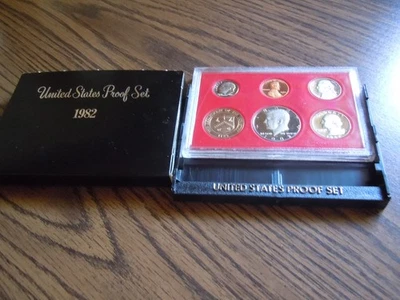 United States Proof Set
1982
UNITED STATES PROOF SET